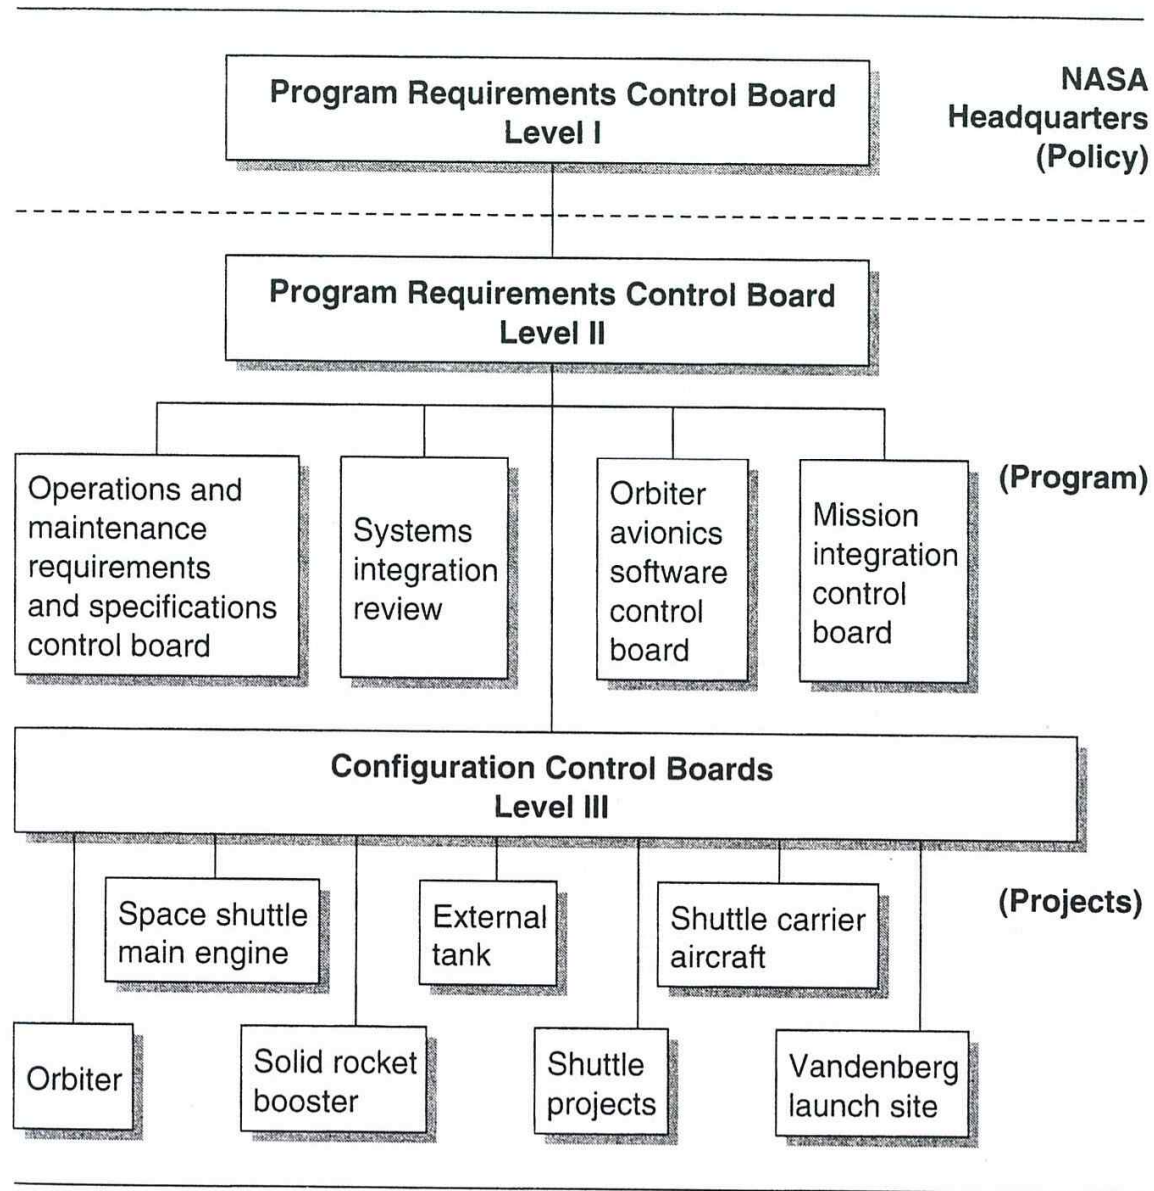 Program Requirements Control Board
Level I
NASA
Headquarters
(Policy)
Program Requirements Control Board
Level II
Operations and
maintenance
requirements
and specifications
control board
Systems
integration
review
Orbiter
avionics
software
control
board
Mission
integration
control
board
(Program)
Configuration Control Boards
Level III
Space shuttle
main engine
External
tank
Shuttle carrier
aircraft
(Projects)
Orbiter
Solid rocket
booster
Shuttle
projects
Vandenberg
launch site